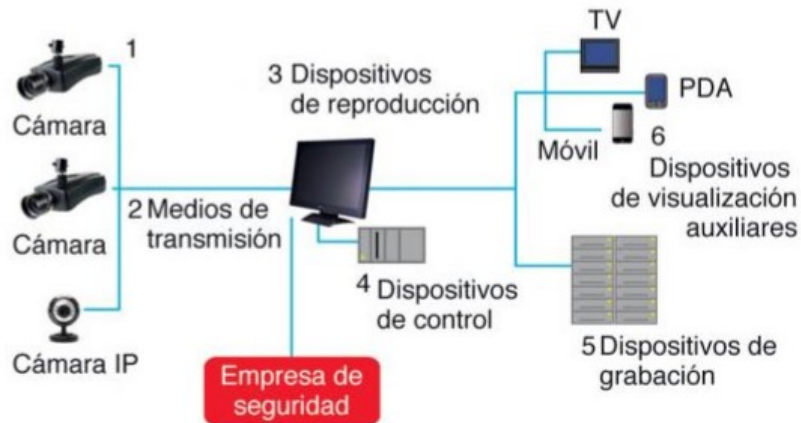 1
Cámara
Cámara
Cámara IP
2 Medios de
transmisión
3 Dispositivos
de reproducción
4 Dispositivos
de control
Empresa de
seguridad
TV
PDA
Móvil
6
Dispositivos
de visualización
auxiliares
5 Dispositivos de
grabación